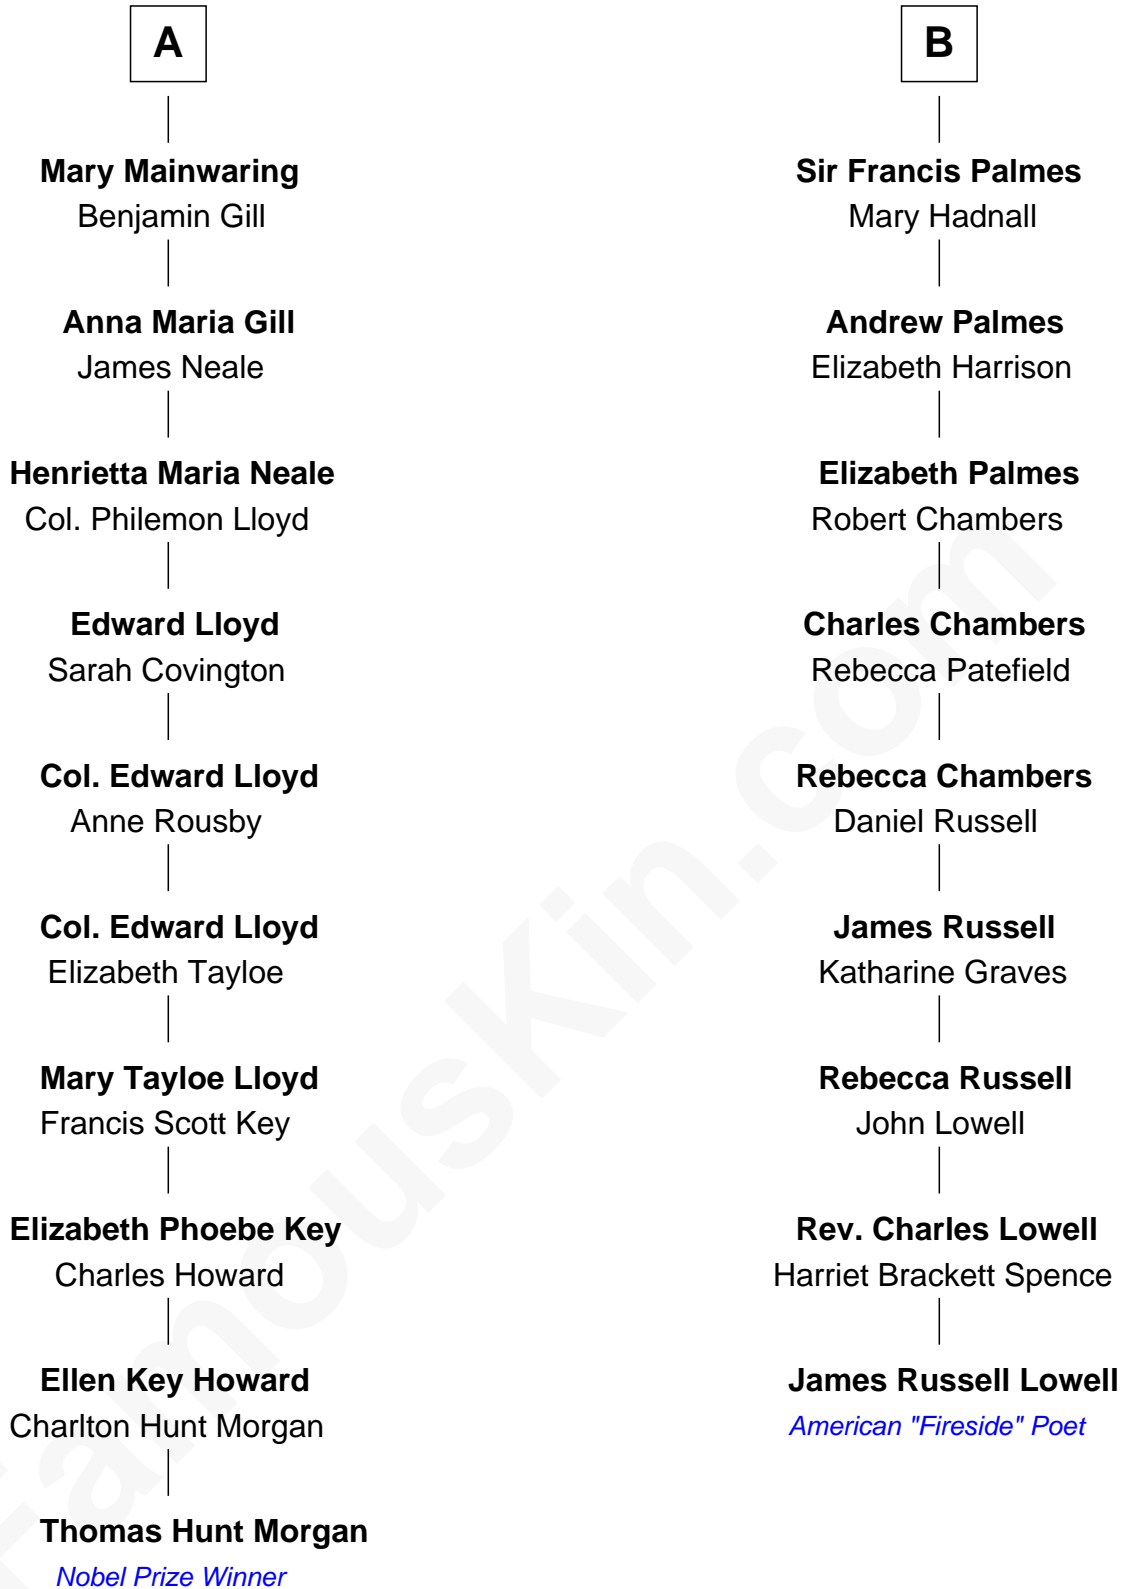 A
Mary Mainwaring
Benjamin Gill
Anna Maria Gill
James Neale
Henrietta Maria Neale
Col. Philemon Lloyd
Edward Lloyd
Sarah Covington
Col. Edward Lloyd
Anne Rousby
Col. Edward Lloyd
Elizabeth Tayloe
Mary Tayloe Lloyd
Francis Scott Key
Elizabeth Phoebe Key
Charles Howard
Ellen Key Howard
Charlton Hunt Morgan
Thomas Hunt Morgan
Nobel Prize Winner
B
Sir Francis Palmes
Mary Hadnall
Andrew Palmes
Elizabeth Harrison
Elizabeth Palmes
Robert Chambers
Charles Chambers
Rebecca Patefield
Rebecca Chambers
Daniel Russell
James Russell
Katharine Graves
Rebecca Russell
John Lowell
Rev. Charles Lowell
Harriet Brackett Spence
James Russell Lowell
American "Fireside" Poet
FamousKin.com